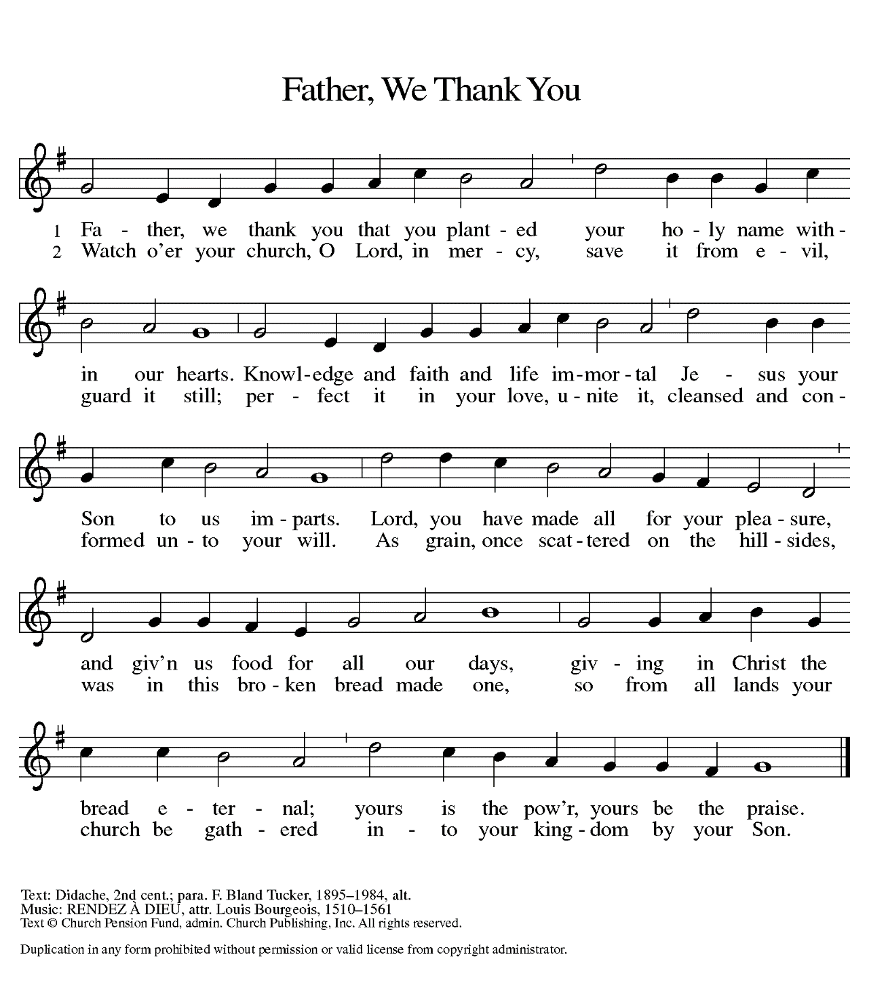 Father, We Thank You
1 Fa - ther, we thank you that you plant - ed your ho - ly name with -
2 Watch o'er your church, O Lord, in mer - cy, save it from e - vil,
in our hearts. Knowl - edge and faith and life im - mor - tal Je - sus your
guard it still; per - fect it in your love, u - nite it, cleansed and con -
Son to us im - parts. Lord, you have made all for your plea - sure,
formed un - to your will. As grain, once scat - tered on the hill - sides,
and giv'n us food for all our days, giv - ing in Christ the
was in this bro - ken bread made one, so from all lands your
bread e - ter - nal; yours is the pow'r, yours be the praise.
church be gath - ered in - to your king - dom by your Son.
Text: Didache, 2nd cent.; para. F. Bland Tucker, 1895–1984, alt.
Music: RENDEZ À DIEU, attr. Louis Bourgeois, 1510–1561
Text © Church Pension Fund, admin. Church Publishing, Inc. All rights reserved.
Duplication in any form prohibited without permission or valid license from copyright administrator.